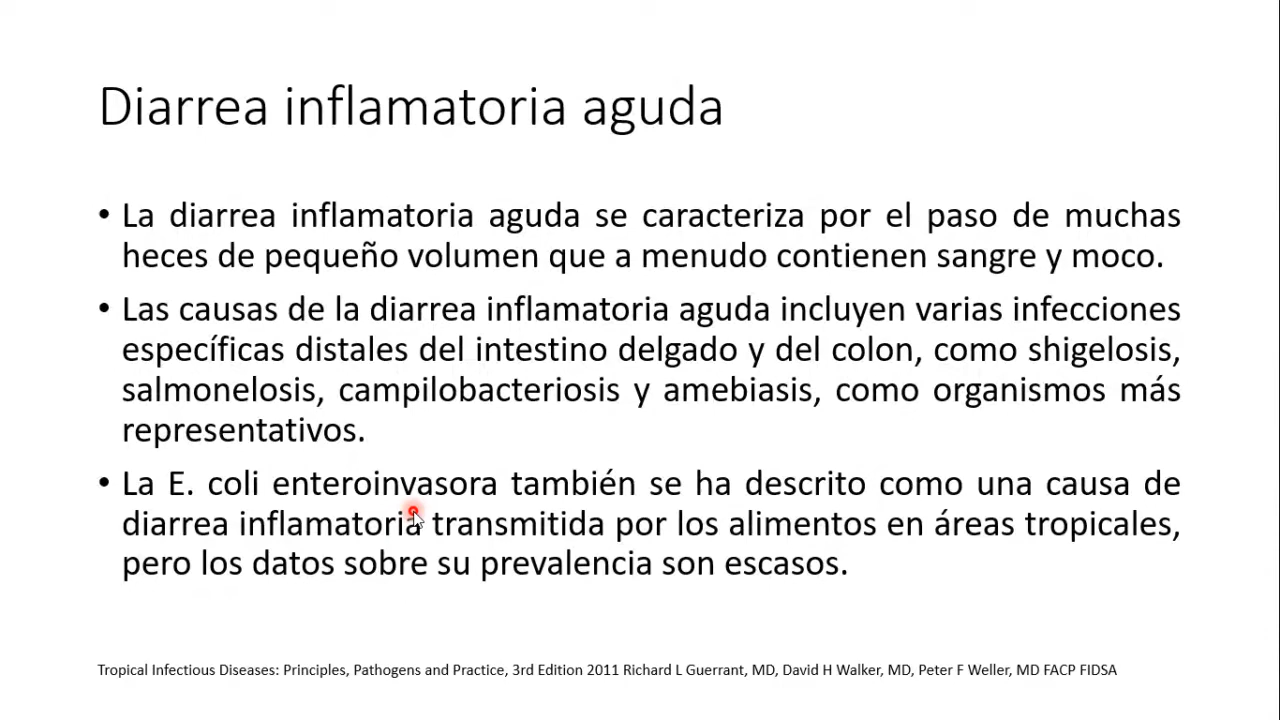 Diarrea inflamatoria aguda
• La diarrea inflamatoria aguda se caracteriza por el paso de muchas
heces de pequeño volumen que a menudo contienen sangre y moco.
• Las causas de la diarrea inflamatoria aguda incluyen varias infecciones
específicas distales del intestino delgado y del colon, como shigelosis,
salmonelosis, campilobacteriosis y amebiasis, como organismos más
representativos.
• La E. coli enteroinvasora también se ha descrito como una causa de
diarrea inflamatoria transmitida por los alimentos en áreas tropicales,
pero los datos sobre su prevalencia son escasos.
Tropical Infectious Diseases: Principles, Pathogens and Practice, 3rd Edition 2011 Richard L Guerrant, MD, David H Walker, MD, Peter F Weller, MD FACP FIDSA